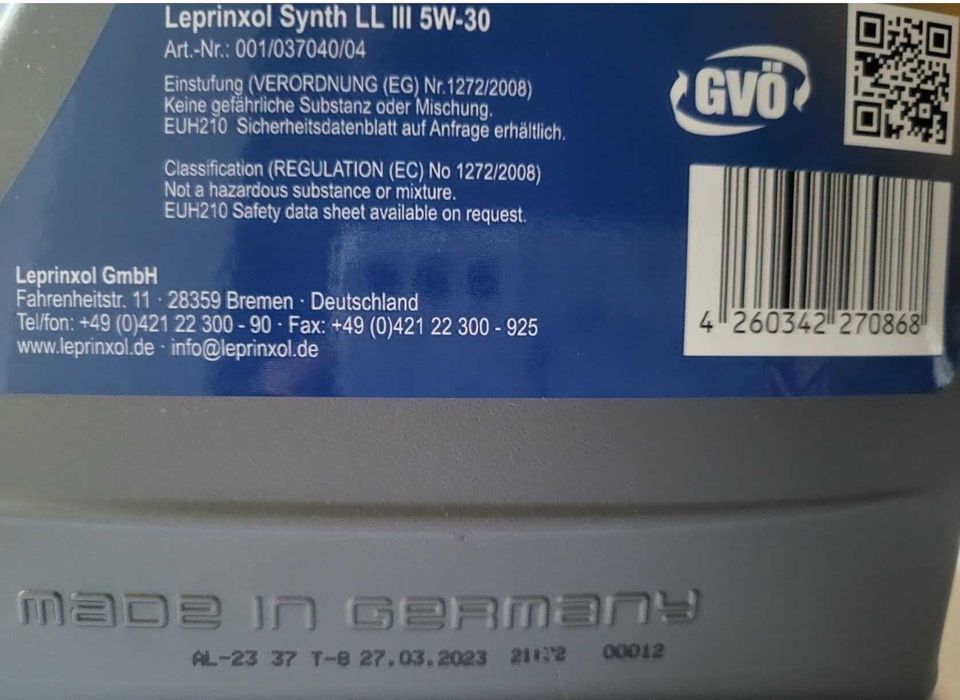 Leprinxol Synth LL III 5W-30
Art.-Nr.: 001/037040/04
Einstufung (VERORDNUNG (EG) Nr.1272/2008)
Keine gefährliche Substanz oder Mischung.
EUH210 Sicherheitsdatenblatt auf Anfrage erhältlich.
Classification (REGULATION (EC) No 1272/2008)
Not a hazardous substance or mixture.
EUH210 Safety data sheet available on request.
GVÖ
Leprinxol GmbH
Fahrenheitstr. 11 · 28359 Bremen · Deutschland
Tel/fon: +49 (0)421 22 300 - 90 · Fax: +49 (0)421 22 300 - 925
www.leprinxol.de · info@leprinxol.de
4 260342 270868
made in germany
AL-23 37 T-8 27.03.2023 00012